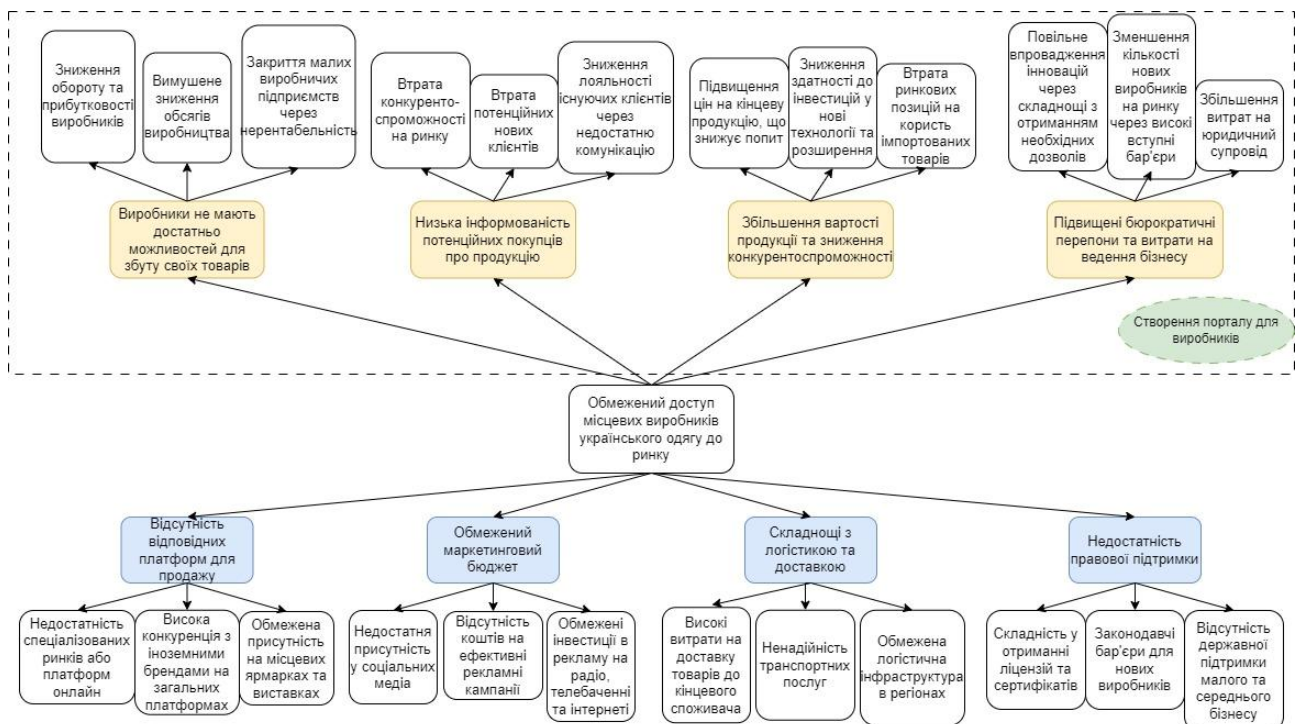 Зниження
обороту та
прибутковості
виробників
Вимушене
зниження
обсягів
виробництва
Закриття малих
виробничих
підприємств
через
нерентабельність
Втрата
конкуренто-
спроможності
на ринку
Втрата
потенційних
нових
клієнтів
Зниження
лояльності
існуючих клієнтів
через
недостатню
комунікацію
Підвищення
цін на кінцеву
продукцію, що
знижує попит
Зниження
здатності до
інвестицій у
нові
технології та
розширення
Втрата
ринкових
позицій на
користь
імпортованих
товарів
Повільне
впровадження
інновацій через
складнощі з
отриманням
необхідних
дозволів
Зменшення
кількості
нових
виробників
на ринку
через високі
вступні
бар'єри
Збільшення
витрат на
юридичний
супровід
Виробники не мають
достатньо
можливостей для
збуту своїх товарів
Низька інформованість
потенційних покупців
про продукцію
Збільшення вартості
продукції та зниження
конкурентоспроможності
Підвищені бюрократичні
перепони та витрати на
ведення бізнесу
Створення порталу для
виробників
Обмежений доступ
місцевих виробників
українського одягу до
ринку
Відсутність
відповідних
платформ для
продажу
Обмежений
маркетинговий
бюджет
Складнощі з
логістикою та
доставкою
Недостатність
правової підтримки
Недостатність
спеціалізованих
ринків або
платформ
онлайн
Висока
конкуренція з
іноземними
брендами на
загальних
платформах
Обмежена
присутність
на місцевих
ярмарках та
виставках
Недостатня
присутність
у соціальних
медіа
Відсутність
коштів на
ефективні
рекламні
кампанії
Обмежені
інвестиції в
рекламу на
радіо,
телебаченні
та інтернеті
Високі
витрати на
доставку
товарів до
кінцевого
споживача
Ненадійність
транспортних
послуг
Обмежена
логістична
інфраструктура
в регіонах
Складність у
отриманні
ліцензій та
сертифікатів
Законодавчі
бар'єри для
нових
виробників
Відсутність
державної
підтримки
малого та
середнього
бізнесу